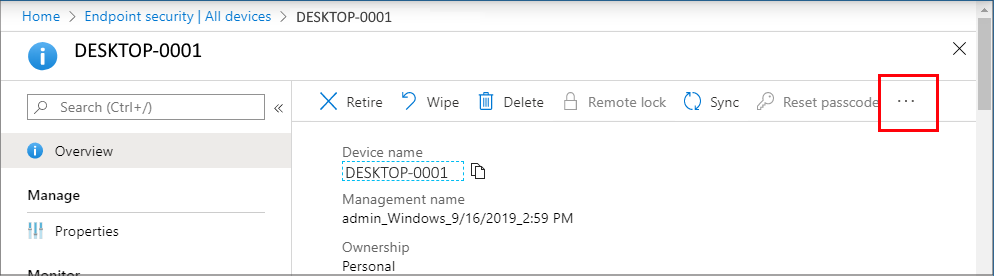 Home > Endpoint security | All devices > DESKTOP-0001
DESKTOP-0001
Search (Ctrl+/)
Retire Wipe Delete Remote lock Sync Reset passcode ...
Overview
Device name
DESKTOP-0001
Management name
Manage
admin_Windows_9/16/2019_2:59 PM
Properties
Ownership
Personal
Monitor